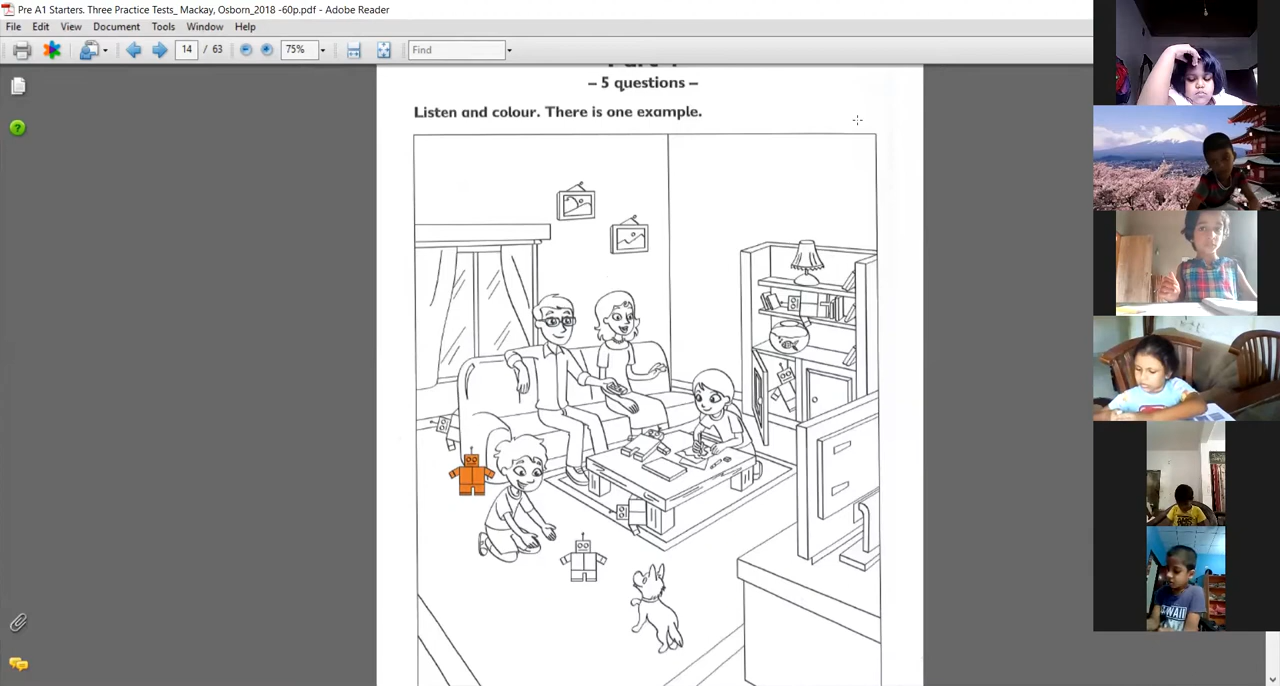 Pre A1 Starters. Three Practice Tests_ Mackay, Osborn_2018 -60p.pdf - Adobe Reader
File Edit View Document Tools Window Help
14 / 63 75% Find
– 5 questions –
Listen and colour. There is one example.